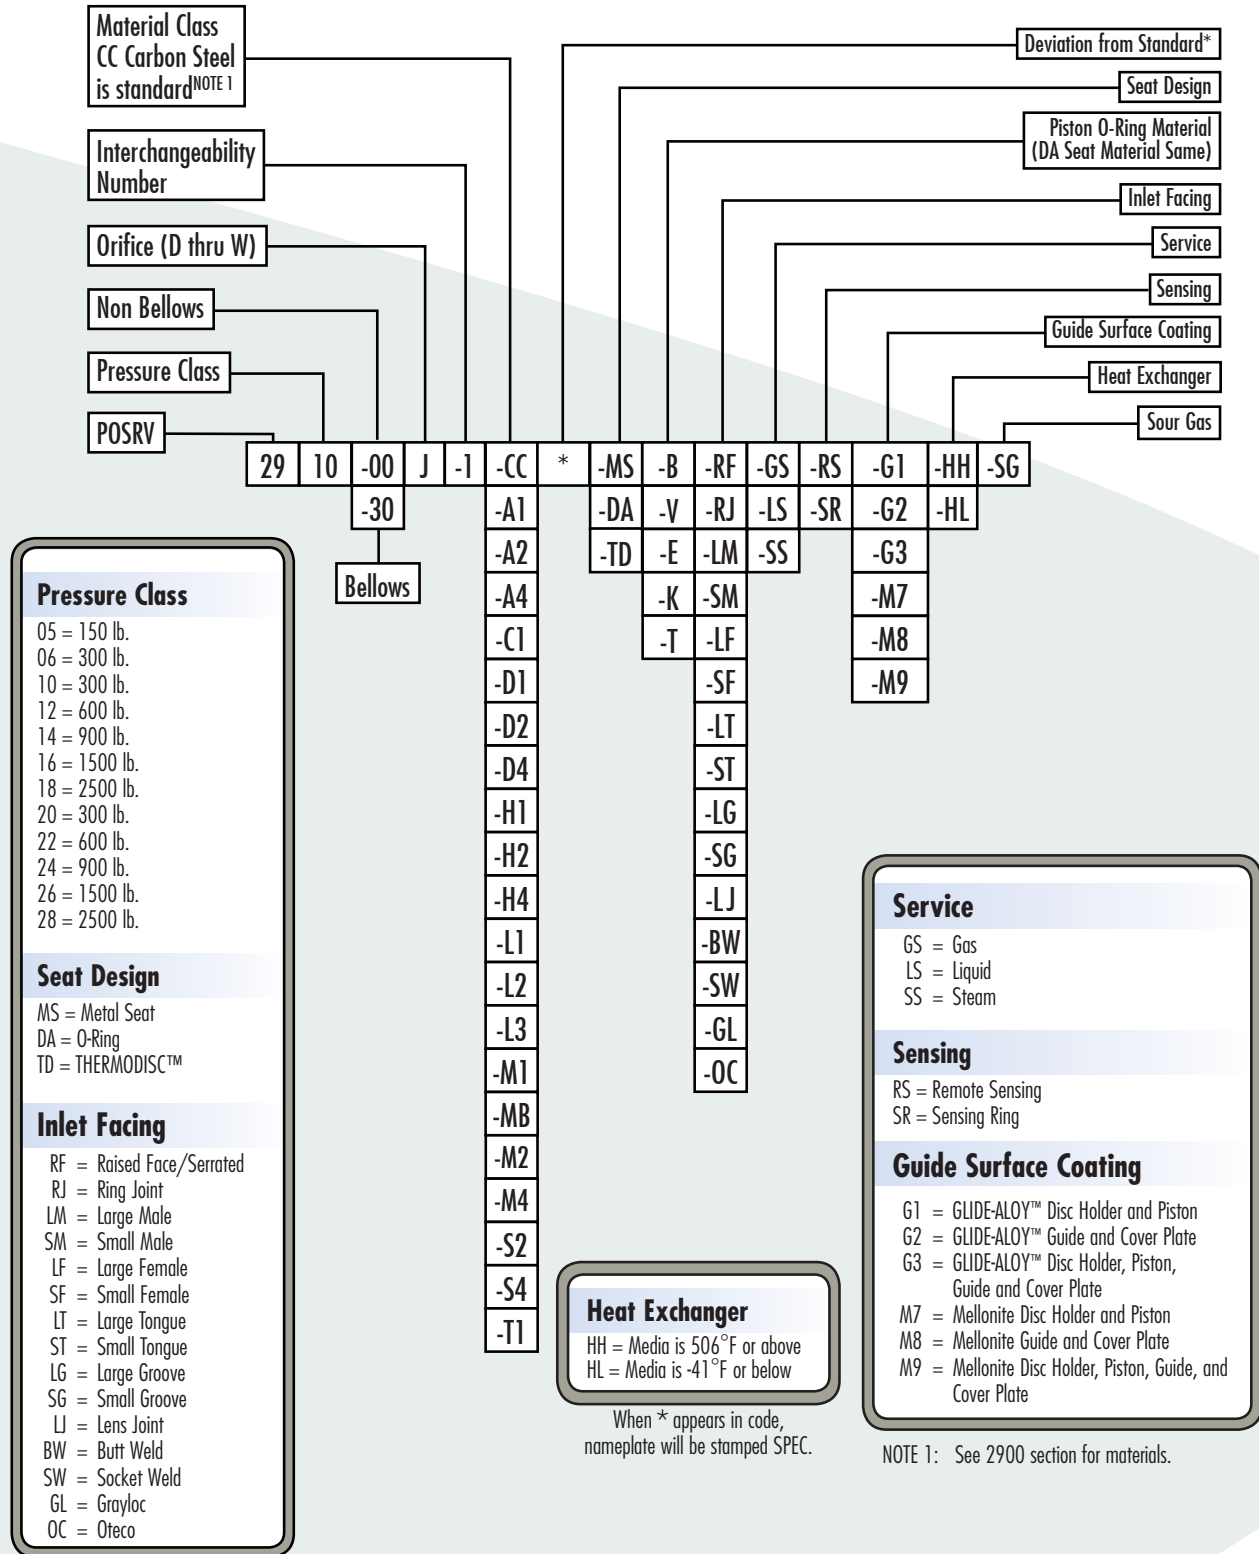 Material Class
CC Carbon Steel
is standardNOTE 1
Interchangeability
Number
Orifice (D thru W)
Non Bellows
Pressure Class
POSRV
Deviation from Standard*
Seat Design
Piston O-Ring Material
(DA Seat Material Same)
Inlet Facing
Service
Sensing
Guide Surface Coating
Heat Exchanger
Sour Gas
29 10 -00 J -1 -CC * -MS -B -RF -GS -RS -G1 -HH -SG
-30 -A1 -DA -V -RJ -LS -SR -G2 -HL
-A2 -TD -E -LM -SS -G3
Bellows
-A4 -K -SM -M7
-C1 -T -LF -M8
-D1 -SF -M9
-D2 -LT
-D4 -ST
-H1 -LG
-H2 -SG
-H4 -LJ
-L1 -BW
-L2 -SW
-L3 -GL
-M1 -OC
-MB
-M2
-M4
-S2
-S4
-T1
Pressure Class
05 = 150 lb.
06 = 300 lb.
10 = 300 lb.
12 = 600 lb.
14 = 900 lb.
16 = 1500 lb.
18 = 2500 lb.
20 = 300 lb.
22 = 600 lb.
24 = 900 lb.
26 = 1500 lb.
28 = 2500 lb.
Seat Design
MS = Metal Seat
DA = O-Ring
TD = THERMODISC™
Inlet Facing
RF = Raised Face/Serrated
RJ = Ring Joint
LM = Large Male
SM = Small Male
LF = Large Female
SF = Small Female
LT = Large Tongue
ST = Small Tongue
LG = Large Groove
SG = Small Groove
LJ = Lens Joint
BW = Butt Weld
SW = Socket Weld
GL = Grayloc
OC = Oteco
Heat Exchanger
HH = Media is 506°F or above
HL = Media is -41°F or below
When * appears in code,
nameplate will be stamped SPEC.
Service
GS = Gas
LS = Liquid
SS = Steam
Sensing
RS = Remote Sensing
SR = Sensing Ring
Guide Surface Coating
G1 = GLIDE-ALOY™ Disc Holder and Piston
G2 = GLIDE-ALOY™ Guide and Cover Plate
G3 = GLIDE-ALOY™ Disc Holder, Piston,
Guide and Cover Plate
M7 = Mellonite Disc Holder and Piston
M8 = Mellonite Guide and Cover Plate
M9 = Mellonite Disc Holder, Piston, Guide, and
Cover Plate
NOTE 1: See 2900 section for materials.